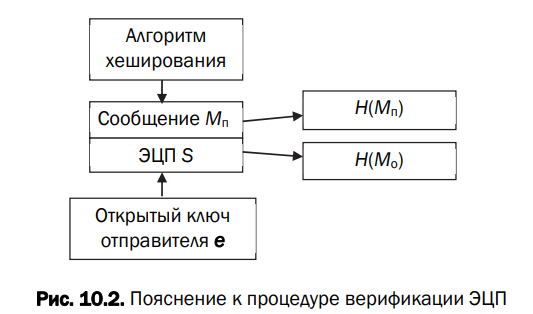 Алгоритм
хеширования
Сообщение Mп
H(Mп)
ЭЦП S
H(Mо)
Открытый ключ
отправителя e
Рис. 10.2. Пояснение к процедуре верификации ЭЦП